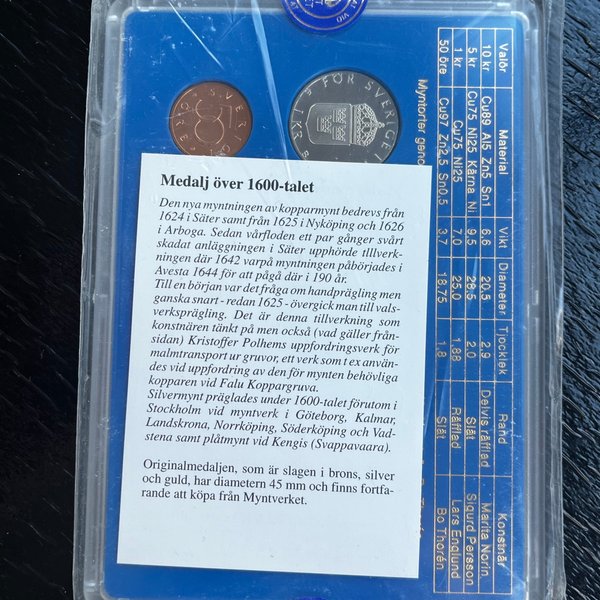 Medalj över 1600-talet
Den nya myntningen av kopparmynt bedrevs från
1624 i Säter samt från 1625 i Nyköping och 1626
i Arboga. Sedan vårfloden ett par gånger svårt
skadat anläggningen i Säter upphörde tlllverk-
ningen där 1642 varpå myntningen påbörjades i
Avesta 1644 för att pågå där i 190 år.
Till en början var det fråga om handprägling men
ganska snart - redan 1625 - övergick man till vals-
verksprägling. Det är denna tillverkning som
konstnären tänkt på men också (vad gäller från-
sidan) Kristoffer Polhems uppfordringsverk för
malmtransport ur gruvor, ett verk som t ex använ-
des vid uppfordring av den för mynten behövliga
kopparen vid Falu Koppargruva.
Silvermynt präglades under 1600-talet förutom i
Stockholm vid myntverk i Göteborg, Kalmar,
Landskrona, Norrköping, Söderköping och Vad-
stena samt plåtmynt vid Kengis (Svappavaara).
Originalmedaljen, som är slagen i brons, silver
och guld, har diametern 45 mm och finns fortfa-
rande att köpa från Myntverket.
Valör Material Vikt Diameter Tjocklek Rand Konstnär
10 kr Cu89 Al5 Zn5 Sn1 6,6 20,5 2,9 Delvis räfflad Marita Norin
5 kr Cu75 Ni25 Kärna Ni 9,5 28,5 2,0 Slät Sigurd Persson
1 kr Cu75 Ni25 7,0 25,0 1,88 Räfflad Lars Englund
50 öre Cu97 Zn2,5 Sn0,5 3,7 18,75 1,8 Slät Bo Thorén
Myntorter
FÖR SVERIGE I
50